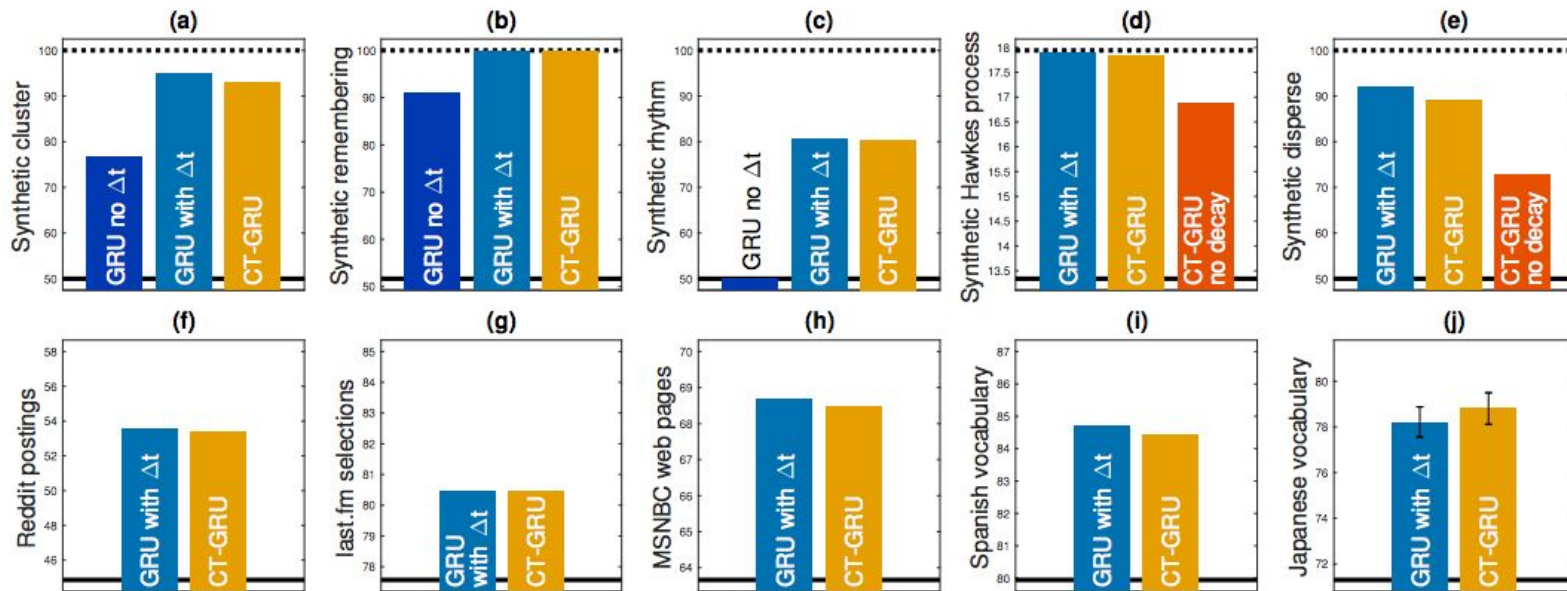 (a)
Synthetic cluster
100
90
80
70
60
50
GRU no Δt
GRU with Δt
CT-GRU
(b)
Synthetic remembering
100
90
80
70
60
50
GRU no Δt
GRU with Δt
CT-GRU
(c)
Synthetic rhythm
100
90
80
70
60
50
GRU no Δt
GRU with Δt
CT-GRU
(d)
Synthetic Hawkes process
18
17.5
17
16.5
16
15.5
15
14.5
14
13.5
GRU with Δt
CT-GRU
CT-GRU
no decay
(e)
Synthetic disperse
100
90
80
70
60
50
GRU with Δt
CT-GRU
CT-GRU
no decay
(f)
Reddit postings
58
56
54
52
50
48
46
GRU with Δt
CT-GRU
(g)
last.fm selections
85
84
83
82
81
80
79
78
GRU
with Δt
CT-GRU
(h)
MSNBC web pages
70
69
68
67
66
65
64
GRU with Δt
CT-GRU
(i)
Spanish vocabulary
87
86
85
84
83
82
81
80
GRU with Δt
CT-GRU
(j)
Japanese vocabulary
80
78
76
74
72
GRU with Δt
CT-GRU